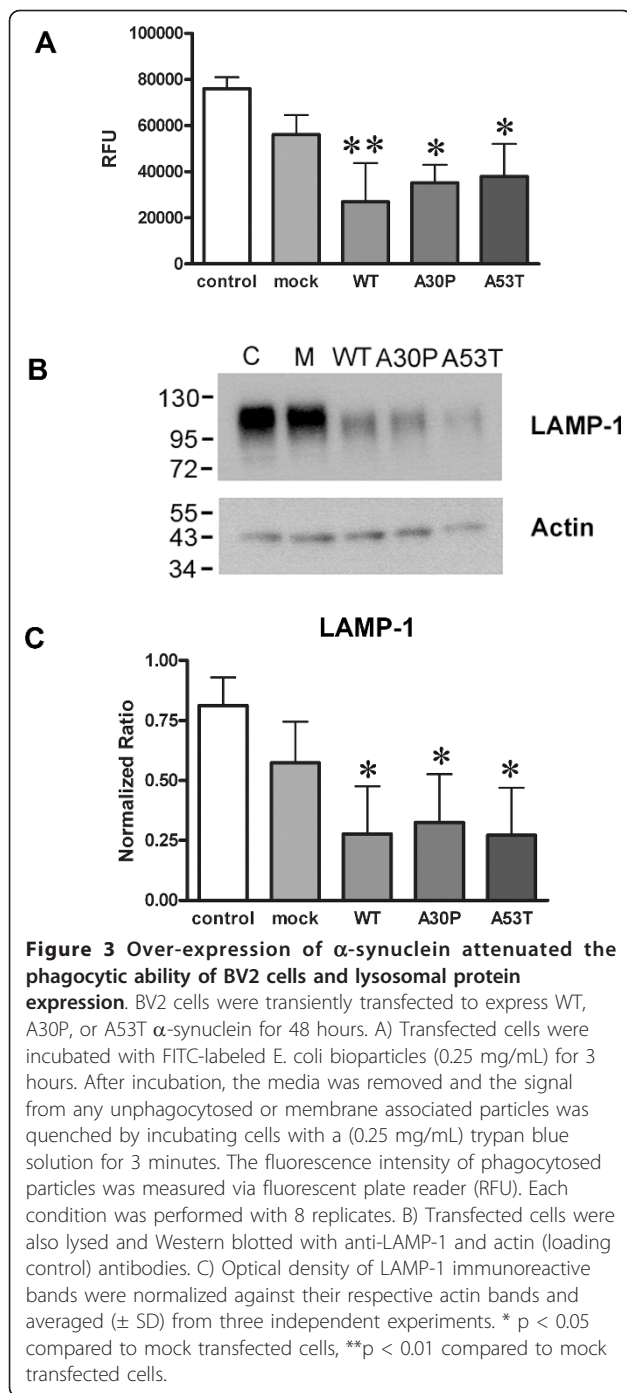 A
80000
60000
40000
20000
0
RFU
** * *
control mock WT A30P A53T
B
C M WT A30P A53T
130
95
72
LAMP-1
55
43
34
Actin
C
LAMP-1
1.00
0.75
0.50
0.25
0.00
Normalized Ratio
* * *
control mock WT A30P A53T
Figure 3 Over-expression of α-synuclein attenuated the
phagocytic ability of BV2 cells and lysosomal protein
expression. BV2 cells were transiently transfected to express WT,
A30P, or A53T α-synuclein for 48 hours. A) Transfected cells were
incubated with FITC-labeled E. coli bioparticles (0.25 mg/mL) for 3
hours. After incubation, the media was removed and the signal
from any unphagocytosed or membrane associated particles was
quenched by incubating cells with a (0.25 mg/mL) trypan blue
solution for 3 minutes. The fluorescence intensity of phagocytosed
particles was measured via fluorescent plate reader (RFU). Each
condition was performed with 8 replicates. B) Transfected cells were
also lysed and Western blotted with anti-LAMP-1 and actin (loading
control) antibodies. C) Optical density of LAMP-1 immunoreactive
bands were normalized against their respective actin bands and
averaged (± SD) from three independent experiments. * p < 0.05
compared to mock transfected cells, **p < 0.01 compared to mock
transfected cells.